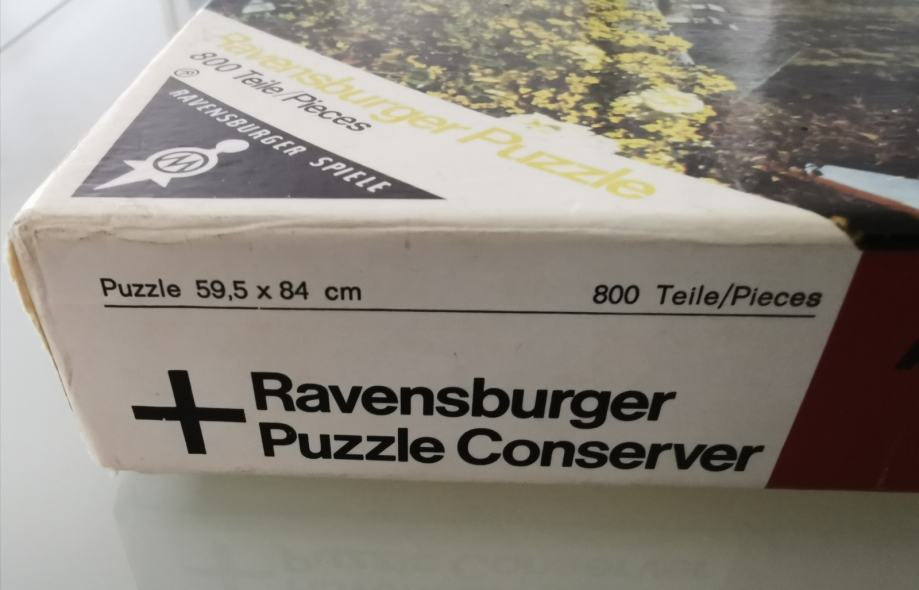 Ravensburger Puzzle
800 Teile/Pieces
®
RAVENSBURGER SPIELE
Puzzle 59,5 x 84 cm
800 Teile/Pieces
+ Ravensburger
Puzzle Conserver